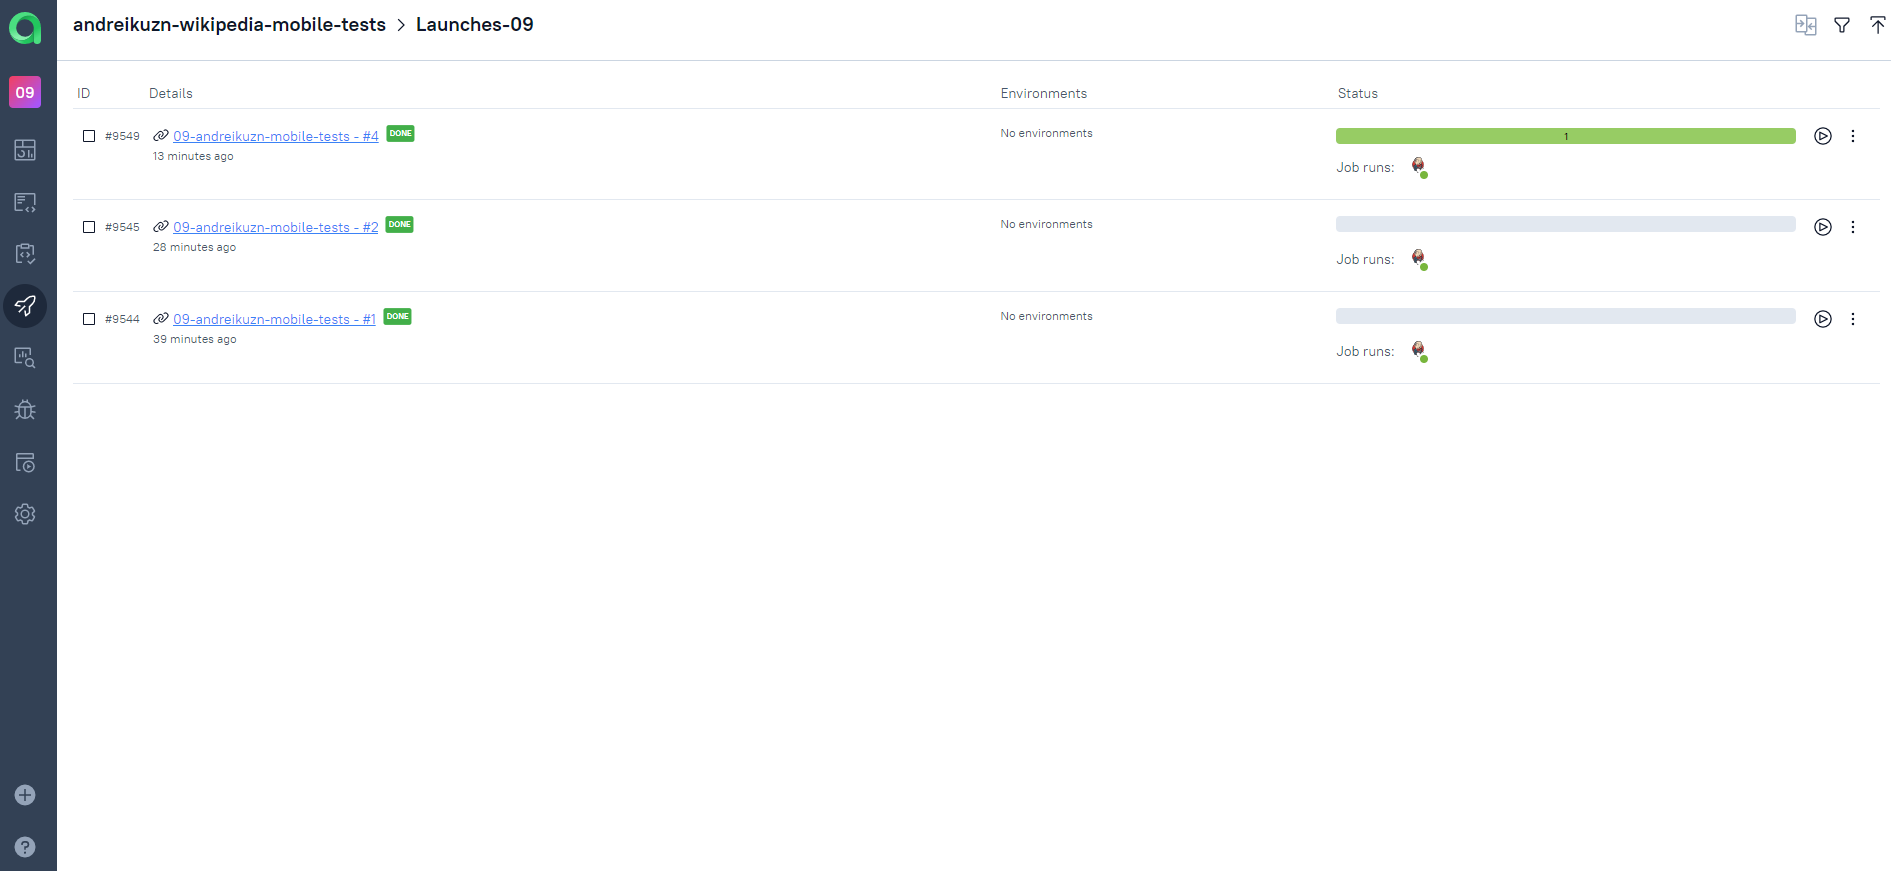 andreikuzn-wikipedia-mobile-tests > Launches-09
09
ID Details Environments Status
#9549 09-andreikuzn-mobile-tests - #4 DONE No environments 1
13 minutes ago Job runs:
#9545 09-andreikuzn-mobile-tests - #2 DONE No environments
28 minutes ago Job runs:
#9544 09-andreikuzn-mobile-tests - #1 DONE No environments
39 minutes ago Job runs: